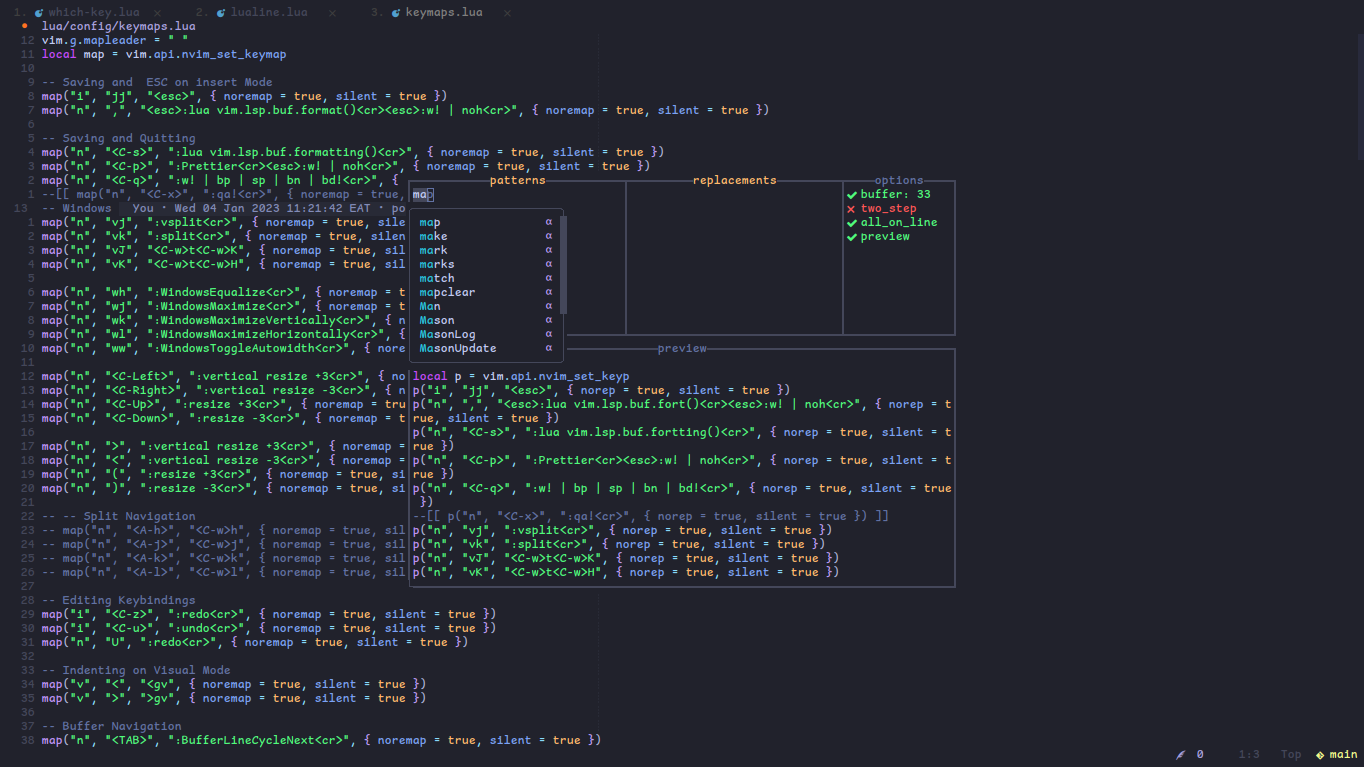 1. which-key.lua × 2. lualine.lua × 3. keymaps.lua ×
lua/config/keymaps.lua
12 vim.g.mapleader = " "
11 local map = vim.api.nvim_set_keymap
10
9 -- Saving and  ESC on insert Mode
8 map("i", "jj", "<esc>", { noremap = true, silent = true })
7 map("n", ",", "<esc>:lua vim.lsp.buf.format()<cr><esc>:w! | noh<cr>", { noremap = true, silent = true })
6
5 -- Saving and Quitting
4 map("n", "<C-s>", ":lua vim.lsp.buf.formatting()<cr>", { noremap = true, silent = true })
3 map("n", "<C-p>", ":Prettier<cr><esc>:w! | noh<cr>", { noremap = true, silent = true })
2 map("n", "<C-q>", ":w! | bp | sp | bn | bd!<cr>", {
1 --[[ map("n", "<C-x>", ":qa!<cr>", { noremap = true,
13 -- Windows   You · Wed 04 Jan 2023 11:21:42 EAT · po
1 map("n", "vj", ":vsplit<cr>", { noremap = true, sile
2 map("n", "vk", ":split<cr>", { noremap = true, silen
3 map("n", "vJ", "<C-w>t<C-w>K", { noremap = true, sil
4 map("n", "vK", "<C-w>t<C-w>H", { noremap = true, sil
5
6 map("n", "wh", ":WindowsEqualize<cr>", { noremap = t
7 map("n", "wj", ":WindowsMaximize<cr>", { noremap = t
8 map("n", "wk", ":WindowsMaximizeVertically<cr>", { n
9 map("n", "wl", ":WindowsMaximizeHorizontally<cr>", {
10 map("n", "ww", ":WindowsToggleAutowidth<cr>", { nore
11
12 map("n", "<C-Left>", ":vertical resize +3<cr>", { no
13 map("n", "<C-Right>", ":vertical resize -3<cr>", { n
14 map("n", "<C-Up>", ":resize +3<cr>", { noremap = tru
15 map("n", "<C-Down>", ":resize -3<cr>", { noremap = t
16
17 map("n", ">", ":vertical resize +3<cr>", { noremap =
18 map("n", "<", ":vertical resize -3<cr>", { noremap =
19 map("n", "(", ":resize +3<cr>", { noremap = true, si
20 map("n", ")", ":resize -3<cr>", { noremap = true, si
21
22 -- -- Split Navigation
23 -- map("n", "<A-h>", "<C-w>h", { noremap = true, sil
24 -- map("n", "<A-j>", "<C-w>j", { noremap = true, sil
25 -- map("n", "<A-k>", "<C-w>k", { noremap = true, sil
26 -- map("n", "<A-l>", "<C-w>l", { noremap = true, sil
27
28 -- Editing Keybindings
29 map("i", "<C-z>", ":redo<cr>", { noremap = true, silent = true })
30 map("i", "<C-u>", ":undo<cr>", { noremap = true, silent = true })
31 map("n", "U", ":redo<cr>", { noremap = true, silent = true })
32
33 -- Indenting on Visual Mode
34 map("v", "<", "<gv", { noremap = true, silent = true })
35 map("v", ">", ">gv", { noremap = true, silent = true })
36
37 -- Buffer Navigation
38 map("n", "<TAB>", ":BufferLineCycleNext<cr>", { noremap = true, silent = true })
patterns
map
map α
make α
mark α
marks α
match α
mapclear α
Man α
Mason α
MasonLog α
MasonUpdate α
replacements
options
✔ buffer: 33
✕ two_step
✔ all_on_line
✔ preview
preview
local p = vim.api.nvim_set_keyp
p("i", "jj", "<esc>", { norep = true, silent = true })
p("n", ",", "<esc>:lua vim.lsp.buf.fort()<cr><esc>:w! | noh<cr>", { norep = t
rue, silent = true })
p("n", "<C-s>", ":lua vim.lsp.buf.fortting()<cr>", { norep = true, silent = t
rue })
p("n", "<C-p>", ":Prettier<cr><esc>:w! | noh<cr>", { norep = true, silent = t
rue })
p("n", "<C-q>", ":w! | bp | sp | bn | bd!<cr>", { norep = true, silent = true
})
--[[ p("n", "<C-x>", ":qa!<cr>", { norep = true, silent = true }) ]]
p("n", "vj", ":vsplit<cr>", { norep = true, silent = true })
p("n", "vk", ":split<cr>", { norep = true, silent = true })
p("n", "vJ", "<C-w>t<C-w>K", { norep = true, silent = true })
p("n", "vK", "<C-w>t<C-w>H", { norep = true, silent = true })
0 1:3 Top main